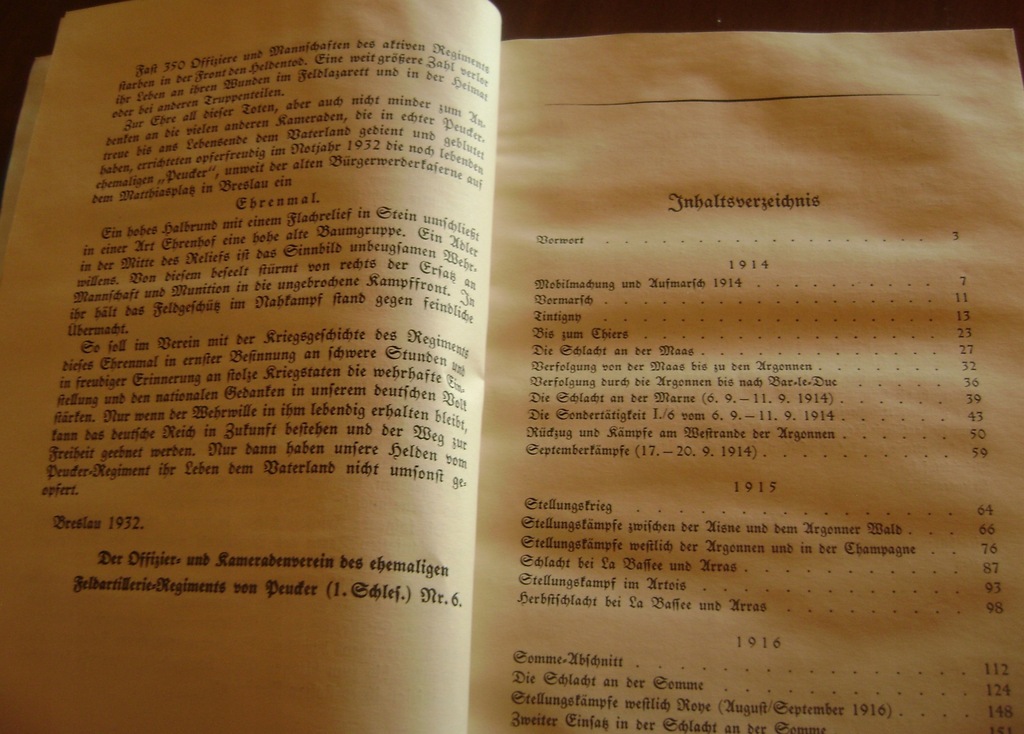 Fast 350 Offiziere und Mannschaften des aktiven Regiments
starben in der Front den Heldentod. Eine weit größere Zahl verlor
ihr Leben an ihren Wunden im Feldlazarett und in der Heimat
oder bei anderen Truppenteilen.
Zur Ehre all dieser Toten, aber auch nicht minder zum An-
denken an die vielen anderen Kameraden, die in echter Peucker-
treue bis ans Lebensende dem Vaterland gedient und geblutet
haben, errichteten opferfreudig im Notjahr 1932 die noch lebenden
ehemaligen „Peucker“, unweit der alten Bürgerwerderkaserne auf
dem Matthiasplatz in Breslau ein
Ehrenmal.
Ein hohes Halbrund mit einem Flachrelief in Stein umschließt
in einer Art Ehrenhof eine hohe alte Baumgruppe. Ein Adler
in der Mitte des Reliefs ist das Sinnbild unbeugsamen Wehr-
willens. Von diesem beseelt stürmt von rechts der Ersatz an
Mannschaft und Munition in die ungebrochene Kampffront. In
ihr hält das Feldgeschütz im Nahkampf stand gegen feindliche
Übermacht.
So soll im Verein mit der Kriegsgeschichte des Regiments
dieses Ehrenmal in ernster Besinnung an schwere Stunden und
in freudiger Erinnerung an stolze Kriegstaten die wehrhafte Ein-
stellung und den nationalen Gedanken in unserem deutschen Volk
stärken. Nur wenn der Wehrwille in ihm lebendig erhalten bleibt,
kann das deutsche Reich in Zukunft bestehen und der Weg zur
Freiheit geebnet werden. Nur dann haben unsere Helden vom
Peucker-Regiment ihr Leben dem Vaterland nicht umsonst ge-
opfert.
Breslau 1932.
Der Offizier- und Kameradenverein des ehemaligen
Feldartillerie-Regiments von Peucker (1. Schles.) Nr. 6.
Inhaltsverzeichnis
Vorwort . . . . . . . . . . 3
1914
Mobilmachung und Aufmarsch 1914 . . . . . . . . 7
Vormarsch . . . . . . . . . . 11
Tintigny . . . . . . . . . . 13
Bis zum Chiers . . . . . . . . . . 23
Die Schlacht an der Maas . . . . . . . . . . 27
Verfolgung von der Maas bis zu den Argonnen . . . . . . . 32
Verfolgung durch die Argonnen bis nach Bar-le-Duc . . . . . . 36
Die Schlacht an der Marne (6. 9. – 11. 9. 1914) . . . . . . 39
Die Sondertätigkeit I./6 vom 6. 9. – 11. 9. 1914 . . . . . . 43
Rückzug und Kämpfe am Westrande der Argonnen . . . . . . 50
Septemberkämpfe (17. – 20. 9. 1914) . . . . . . . . 59
1915
Stellungskrieg . . . . . . . . . . 64
Stellungskämpfe zwischen der Aisne und dem Argonner Wald . . . 66
Stellungskämpfe westlich der Argonnen und in der Champagne . . . 76
Schlacht bei La Bassee und Arras . . . . . . . . 87
Stellungskampf im Artois . . . . . . . . . 93
Herbstschlacht bei La Bassee und Arras . . . . . . . 98
1916
Somme-Abschnitt . . . . . . . . . . 112
Die Schlacht an der Somme . . . . . . . . . 124
Stellungskämpfe westlich Roye (August/September 1916) . . . . 148
Zweiter Einsatz in der Schlacht an der Somme . . . . . . 151